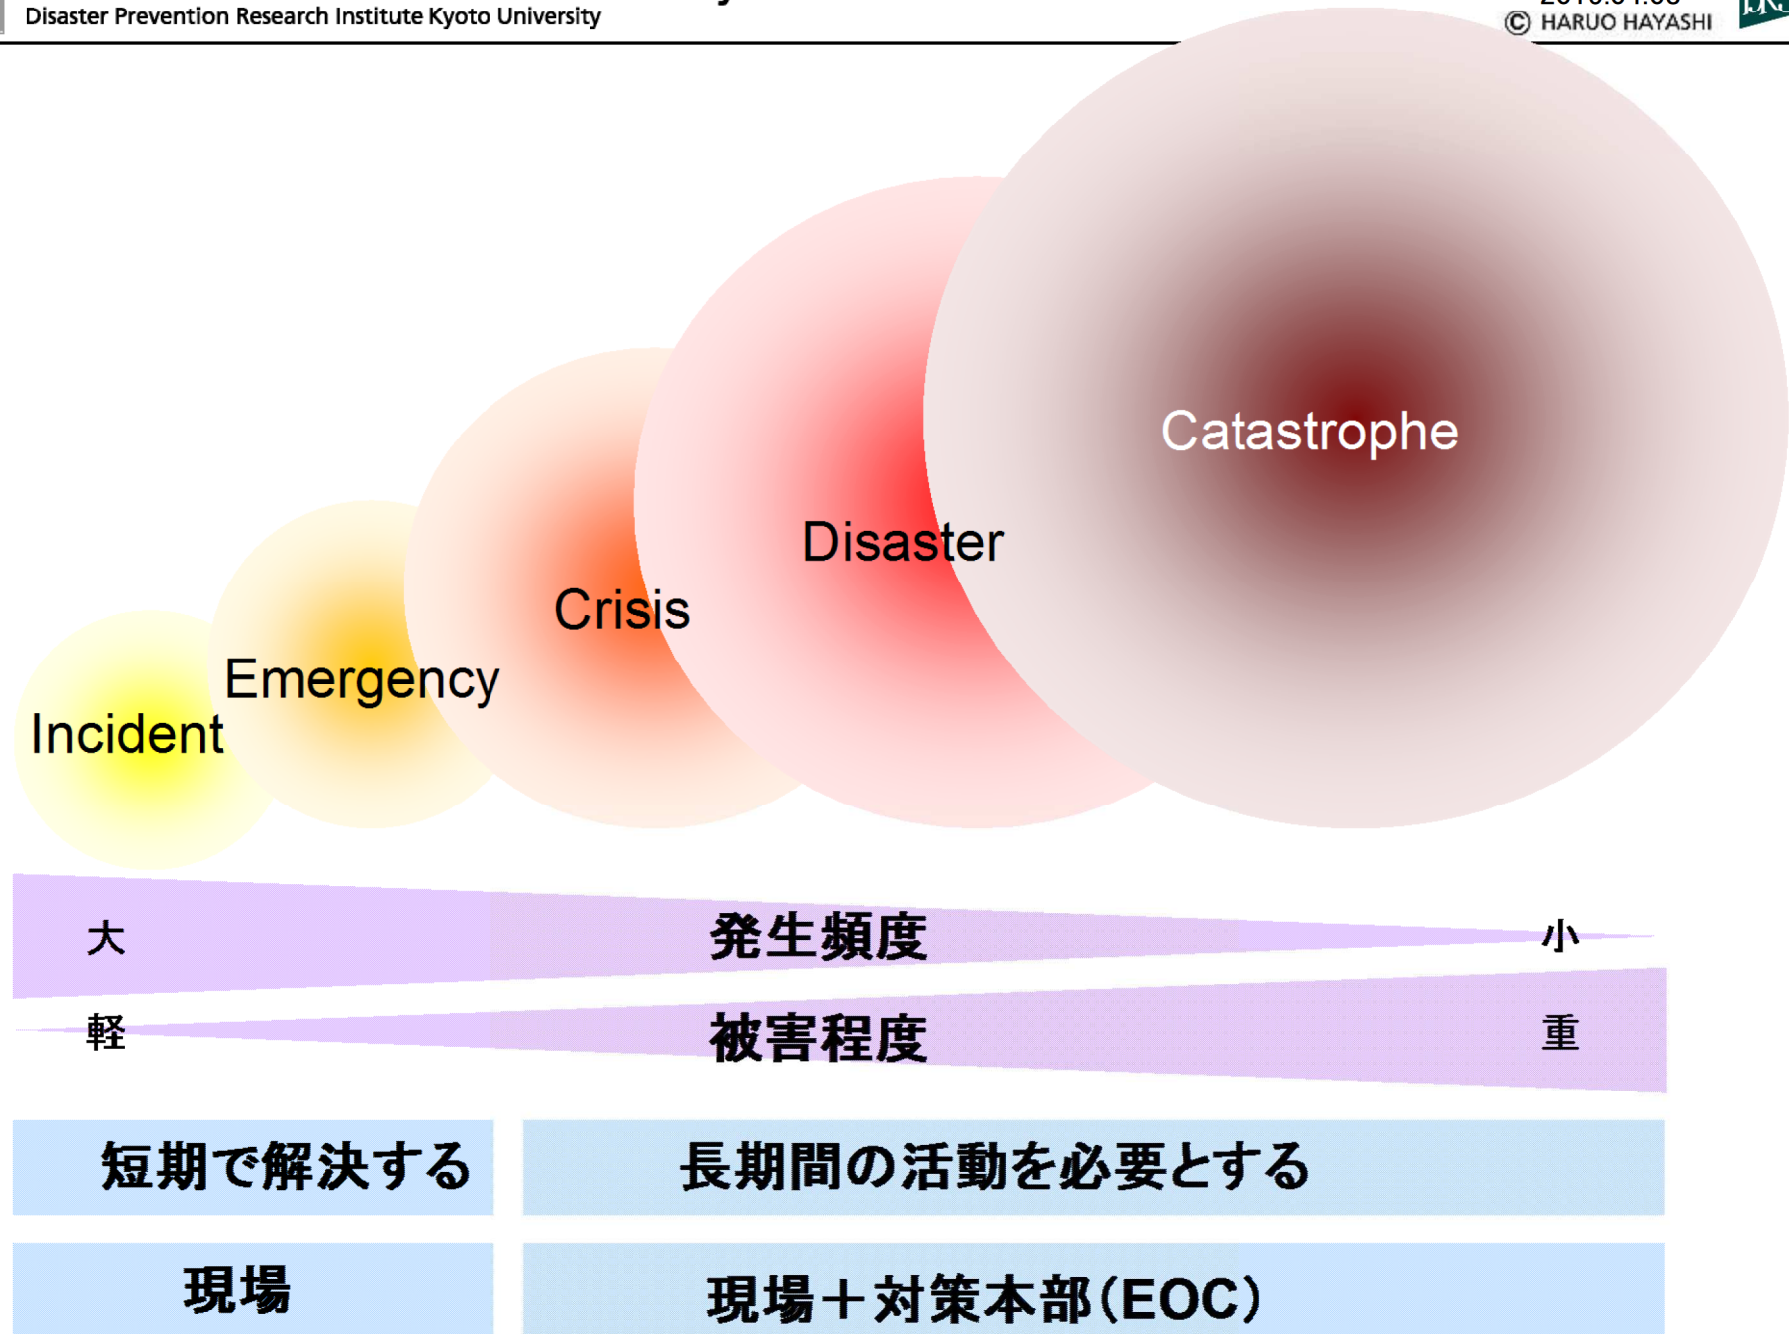 Disaster Prevention Research Institute Kyoto University
© HARUO HAYASHI
Catastrophe
Disaster
Crisis
Emergency
Incident
大 発生頻度 小
軽 被害程度 重
短期で解決する 長期間の活動を必要とする
現場 現場+対策本部(EOC)